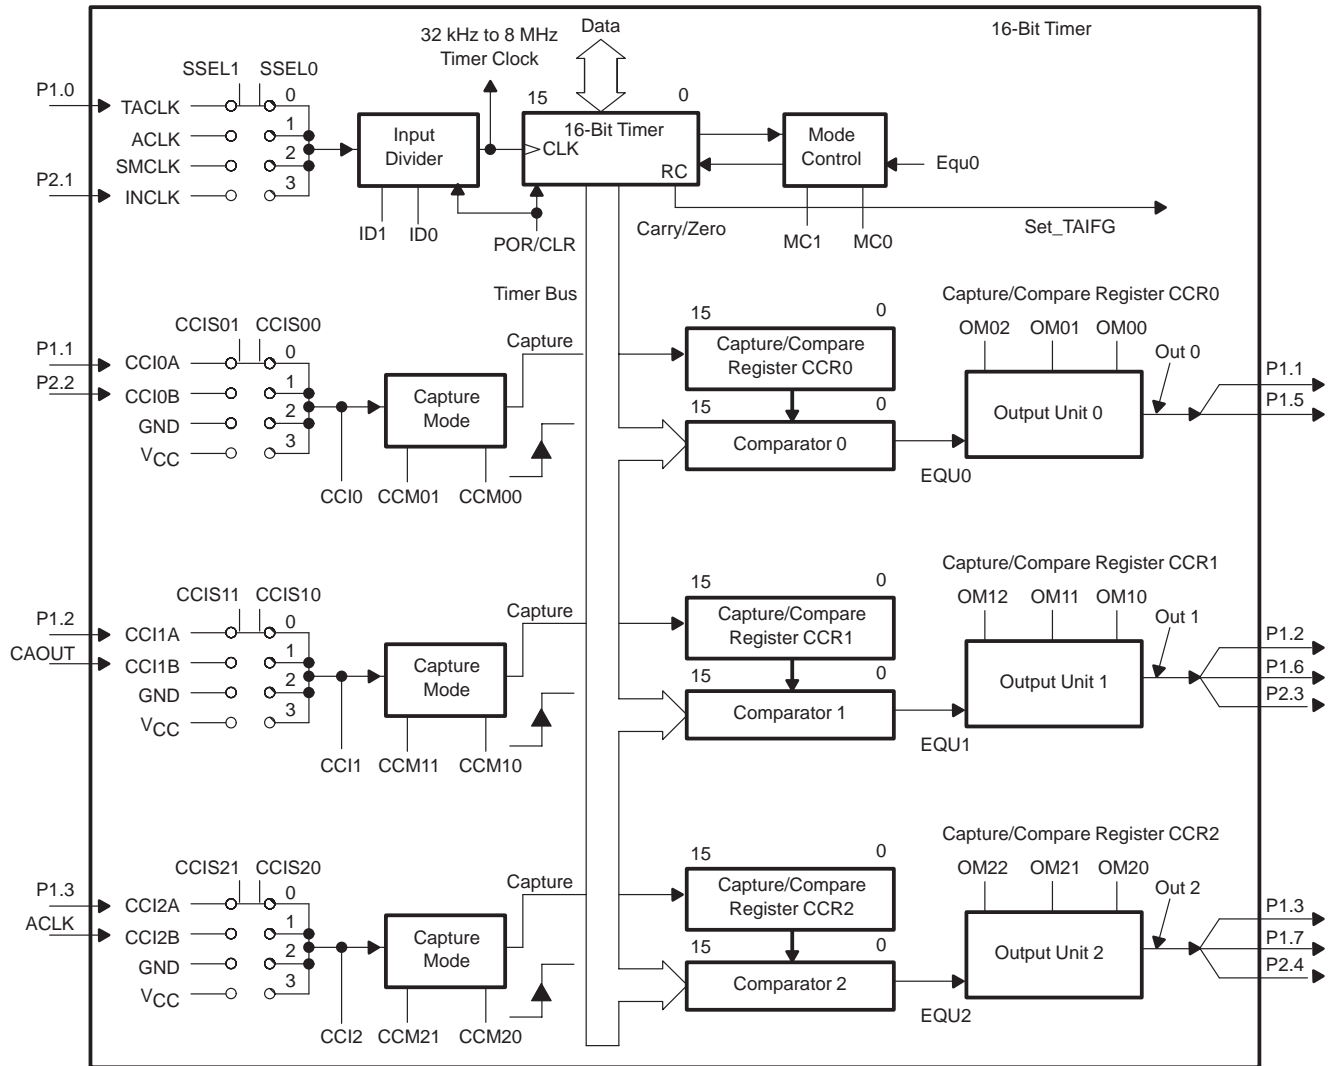 32 kHz to 8 MHz
Timer Clock
Data
16-Bit Timer
SSEL1 SSEL0
P1.0
TACLK
0
ACLK
1
SMCLK
2
P2.1
INCLK
3
Input
Divider
ID1
ID0
15
0
16-Bit Timer
CLK
RC
POR/CLR
Carry/Zero
Mode
Control
Equ0
MC1
MC0
Set_TAIFG
Timer Bus
CCIS01 CCIS00
P1.1
CCI0A
0
P2.2
CCI0B
1
GND
2
VCC
3
CCI0
Capture
Mode
CCM01
CCM00
Capture
15
0
Capture/Compare
Register CCR0
15
0
Comparator 0
EQU0
Capture/Compare Register CCR0
OM02 OM01 OM00
Output Unit 0
Out 0
P1.1
P1.5
CCIS11 CCIS10
P1.2
CCI1A
0
CAOUT
CCI1B
1
GND
2
VCC
3
CCI1
Capture
Mode
CCM11
CCM10
Capture
15
0
Capture/Compare
Register CCR1
15
0
Comparator 1
EQU1
Capture/Compare Register CCR1
OM12 OM11 OM10
Output Unit 1
Out 1
P1.2
P1.6
P2.3
CCIS21 CCIS20
P1.3
CCI2A
0
ACLK
CCI2B
1
GND
2
VCC
3
CCI2
Capture
Mode
CCM21
CCM20
Capture
15
0
Capture/Compare
Register CCR2
15
0
Comparator 2
EQU2
Capture/Compare Register CCR2
OM22 OM21 OM20
Output Unit 2
Out 2
P1.3
P1.7
P2.4